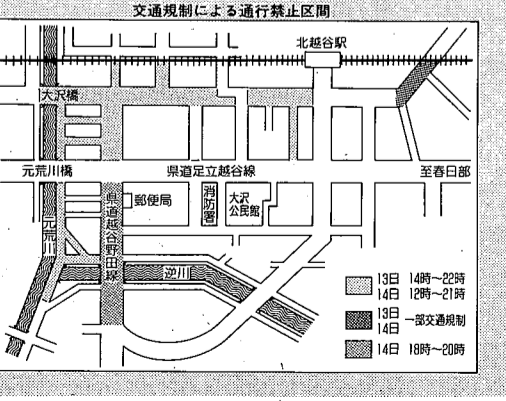 交通規制による通行禁止区間
北越谷駅
大沢橋
元荒川橋
県道足立越谷線
至春日部
県道越谷野田線
郵便局
消防署
大沢
公民館
元荒川
逆川
13日 14時～22時
14日 12時～21時
13日
14日
一部交通規制
14日 18時～20時